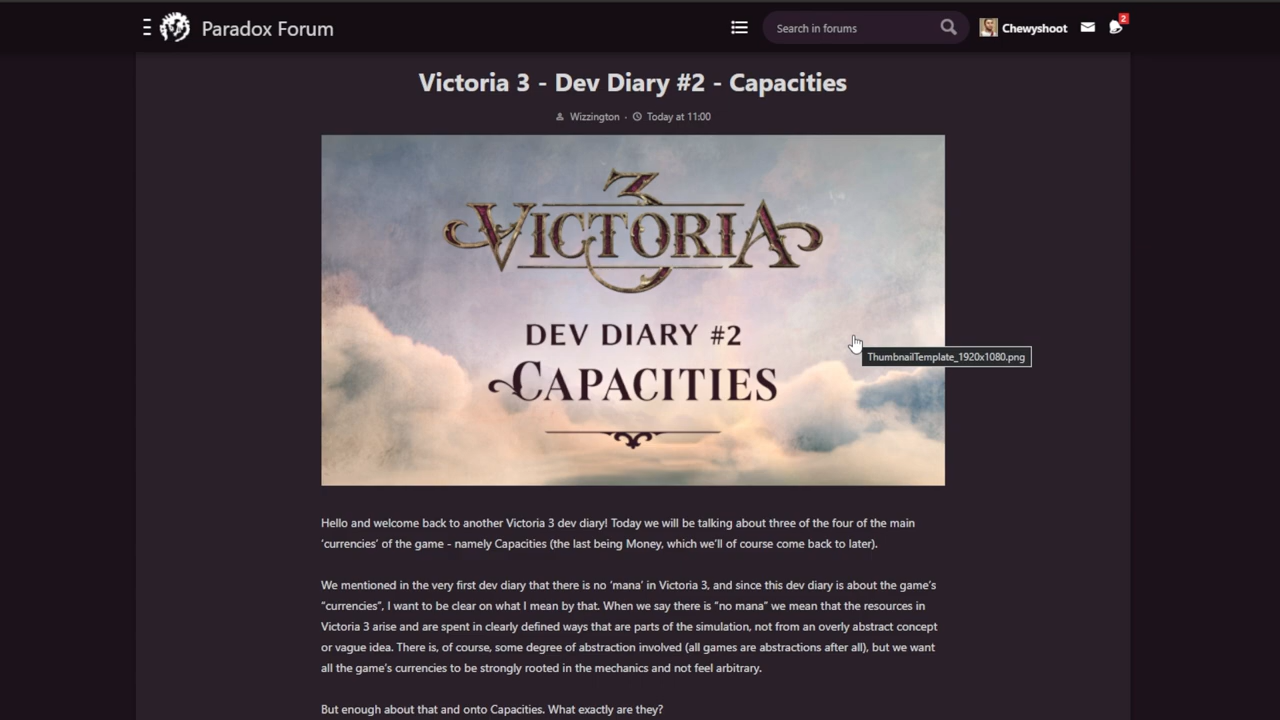 Paradox Forum
Search in forums
Chewyshoot
2
Victoria 3 - Dev Diary #2 - Capacities
Wizzington · Today at 11:00
3
VICTORIA
DEV DIARY #2
CAPACITIES
ThumbnailTemplate_1920x1080.png
Hello and welcome back to another Victoria 3 dev diary! Today we will be talking about three of the four of the main
‘currencies’ of the game - namely Capacities (the last being Money, which we’ll of course come back to later).
We mentioned in the very first dev diary that there is no ‘mana’ in Victoria 3, and since this dev diary is about the game’s
“currencies”, I want to be clear on what I mean by that. When we say there is “no mana” we mean that the resources in
Victoria 3 arise and are spent in clearly defined ways that are parts of the simulation, not from an overly abstract concept
or vague idea. There is, of course, some degree of abstraction involved (all games are abstractions after all), but we want
all the game’s currencies to be strongly rooted in the mechanics and not feel arbitrary.
But enough about that and onto Capacities. What exactly are they?